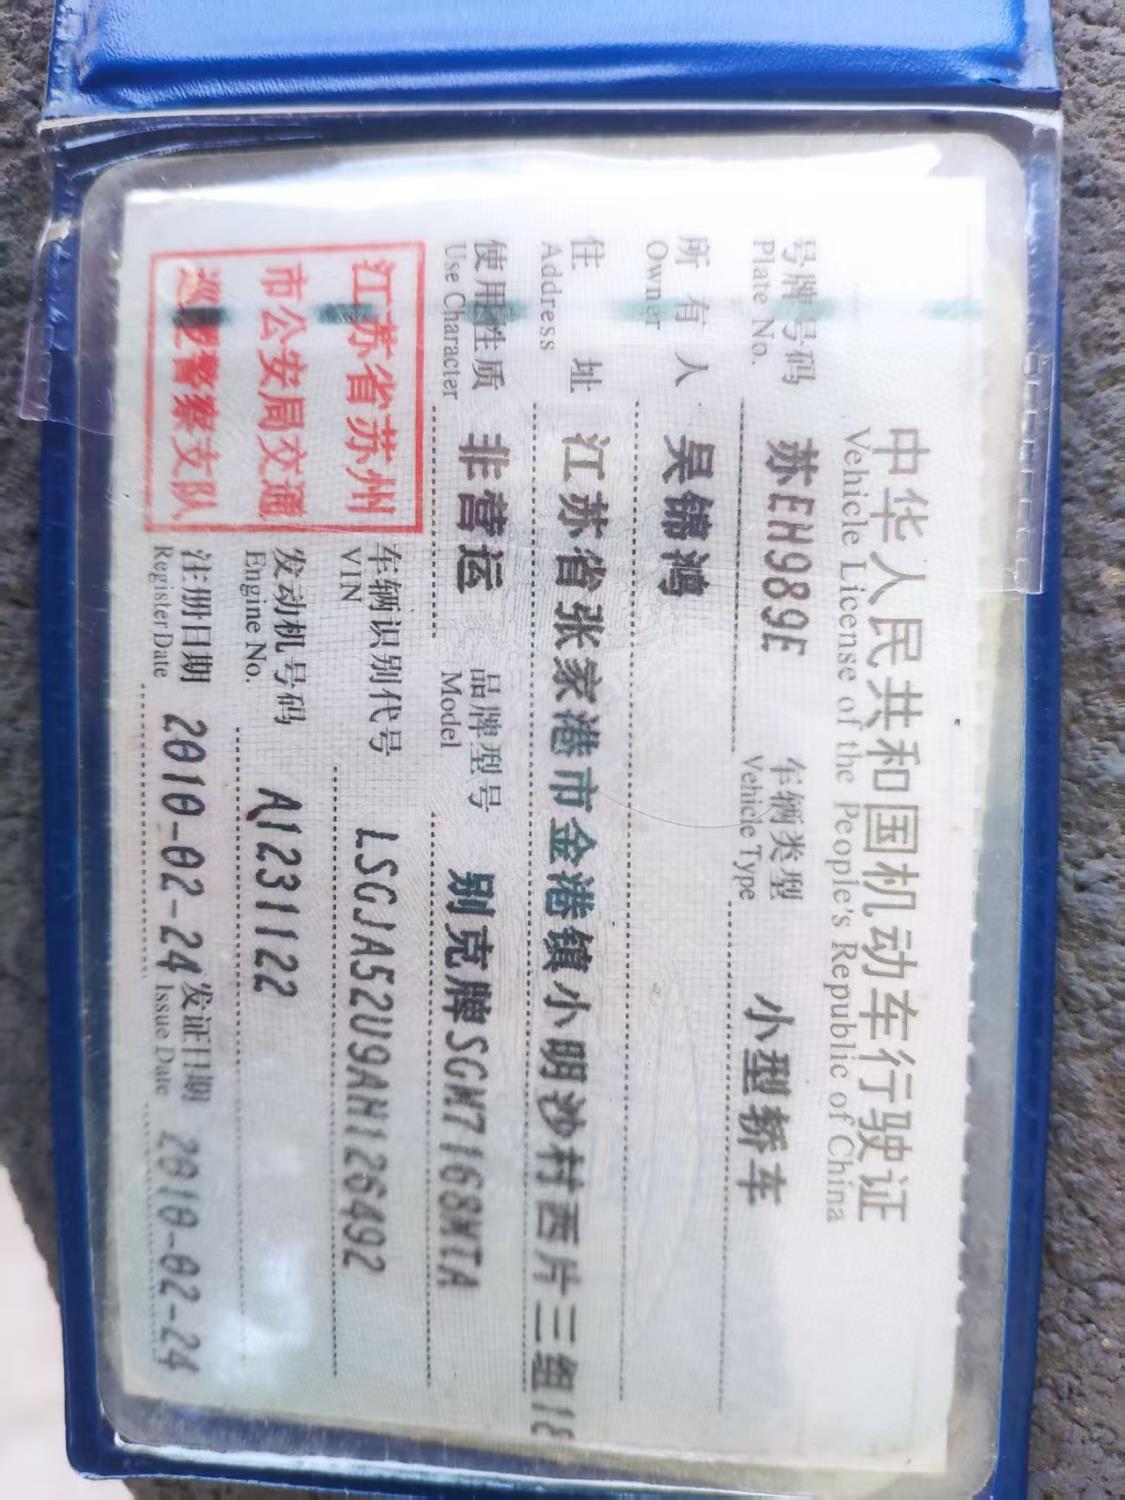 中华人民共和国机动车行驶证
Vehicle License of the People's Republic of China
号牌号码 苏EH989E 车辆类型 小型轿车
Plate No. Vehicle Type
所有人 吴锦鸿
Owner
住址 江苏省张家港市金港镇小明沙村西片三组
Address
使用性质 非营运 品牌型号 别克牌SGM7168MTA
Use Character Model
江苏省苏州
市公安局交通
巡逻警察支队
车辆识别代号 LSGJA52U9AH126492
VIN
发动机号码 A1231122
Engine No.
注册日期 2010-02-24 发证日期 2010-02-24
Register Date Issue Date